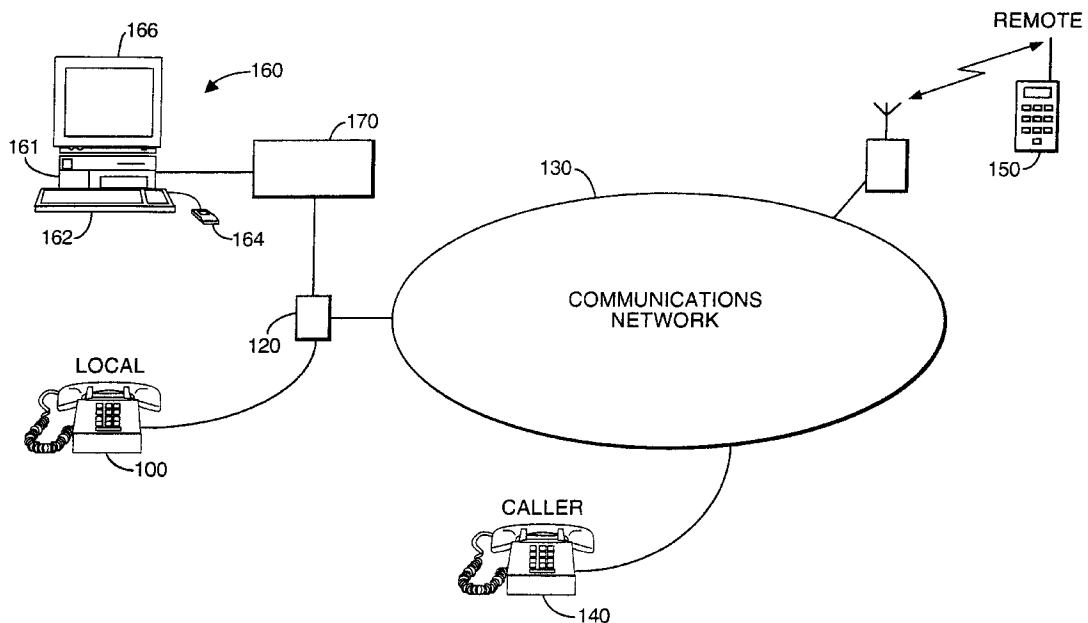 REMOTE
166
160
170
161
130
150
162
164
COMMUNICATIONS
NETWORK
120
LOCAL
100
CALLER
140